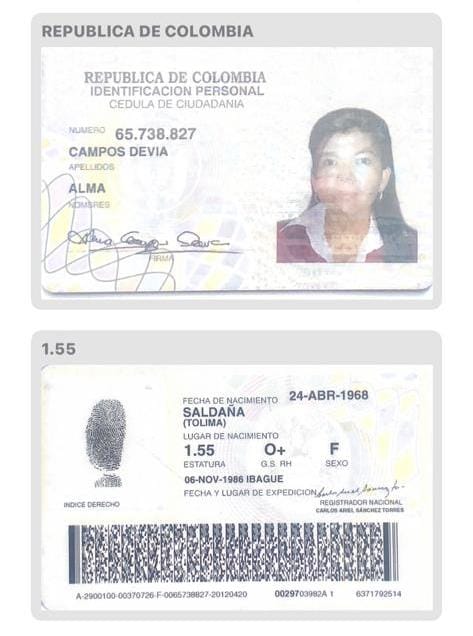 REPUBLICA DE COLOMBIA
REPUBLICA DE COLOMBIA
IDENTIFICACION PERSONAL
CEDULA DE CIUDADANIA
NUMERO 65.738.827
CAMPOS DEVIA
APELLIDOS
ALMA
NOMBRES
FIRMA
1.55
FECHA DE NACIMIENTO 24-ABR-1968
SALDAÑA
(TOLIMA)
LUGAR DE NACIMIENTO
1.55 O+ F
ESTATURA G.S. RH SEXO
06-NOV-1986 IBAGUE
FECHA Y LUGAR DE EXPEDICION
REGISTRADOR NACIONAL
CARLOS ARIEL SÁNCHEZ TORRES
INDICE DERECHO
A-2900100-00370726-F-0065738827-20120420 0029703982A 1 6371792514